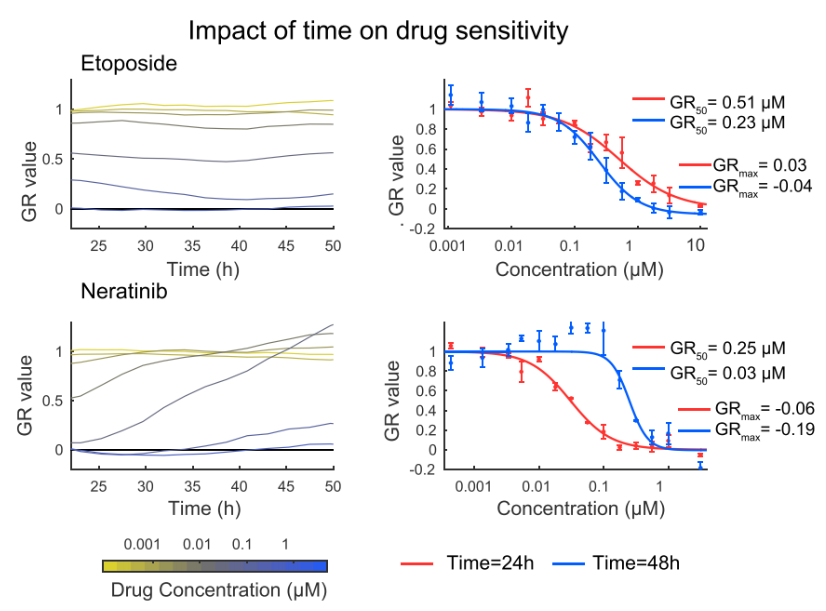 Impact of time on drug sensitivity
Etoposide
GR value
1
0.5
0
25 30 35 40 45 50
Time (h)
. GR value
1
0.8
0.6
0.4
0.2
0
-0.2
0.001 0.01 0.1 1 10
Concentration (µM)
GR50= 0.51 µM
GR50= 0.23 µM
GRmax= 0.03
GRmax= -0.04
Neratinib
GR value
1
0.5
0
25 30 35 40 45 50
Time (h)
GR value
1
0.8
0.6
0.4
0.2
0
-0.2
0.001 0.01 0.1 1
Concentration (µM)
GR50= 0.25 µM
GR50= 0.03 µM
GRmax= -0.06
GRmax= -0.19
0.001 0.01 0.1 1
Drug Concentration (µM)
Time=24h Time=48h